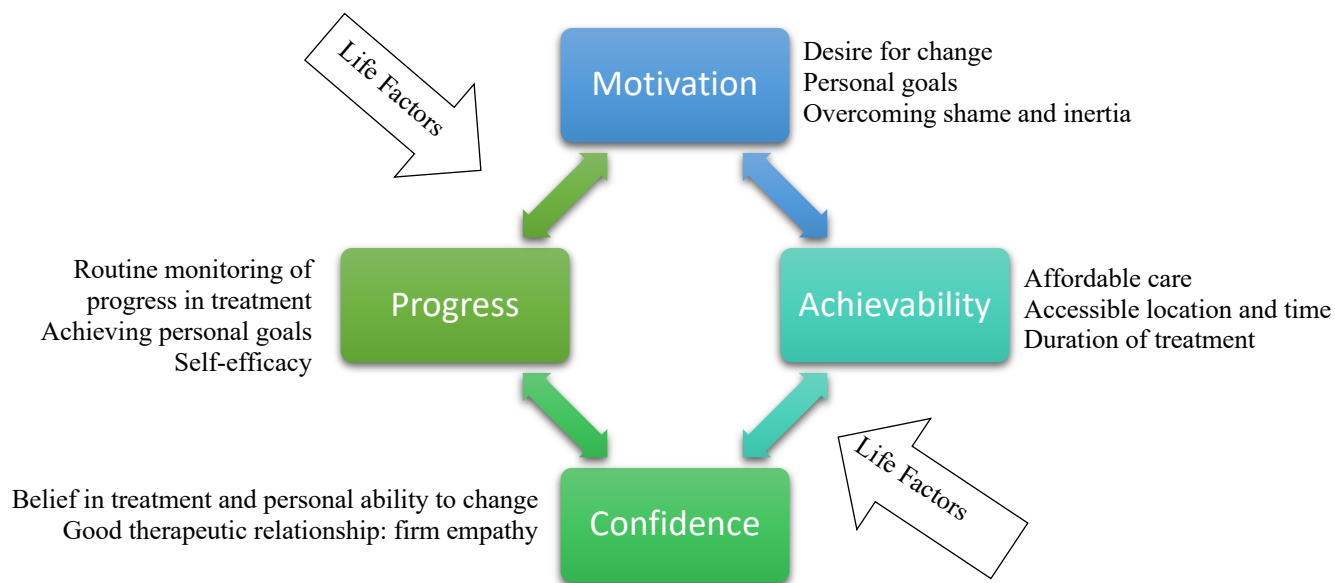 Life Factors
Motivation
Desire for change
Personal goals
Overcoming shame and inertia
Routine monitoring of
progress in treatment
Achieving personal goals
Self-efficacy
Progress
Achievability
Affordable care
Accessible location and time
Duration of treatment
Belief in treatment and personal ability to change
Good therapeutic relationship: firm empathy
Confidence
Life Factors